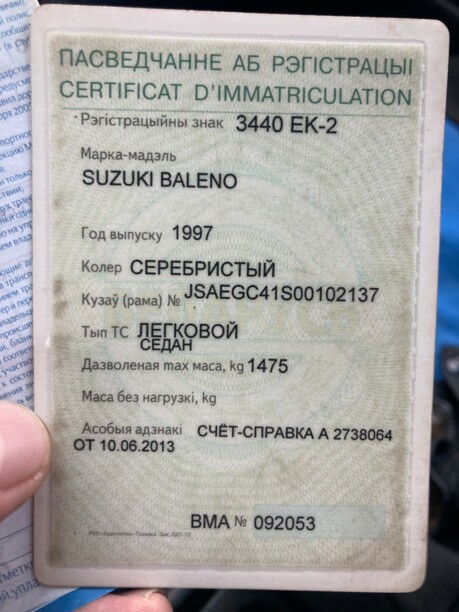 ПАСВЕДЧАННЕ АБ РЭГІСТРАЦЫІ
CERTIFICAT D'IMMATRICULATION
Рэгістрацыйны знак 3440 ЕК-2
Марка-мадэль
SUZUKI BALENO
Год выпуску 1997
Колер СЕРЕБРИСТЫЙ
Кузаў (рама) № JSAEGC41S00102137
Тып ТС ЛЕГКОВОЙ
СЕДАН
Дазволеная max маса, kg 1475
Маса без нагрузкі, kg
Асобыя адзнакі СЧЁТ-СПРАВКА А 2738064
ОТ 10.06.2013
ВМА № 092053